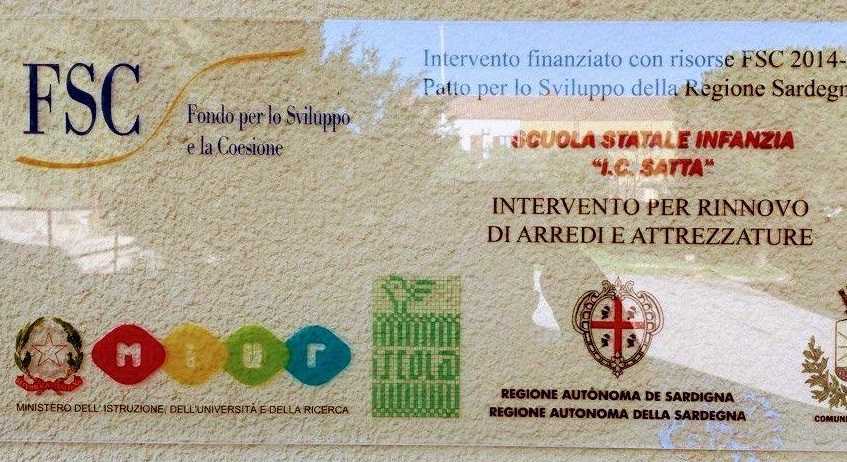 FSC
Fondo per lo Sviluppo
e la Coesione
Intervento finanziato con risorse FSC 2014-
Patto per lo Sviluppo della Regione Sardegn
SCUOLA STATALE INFANZIA
"I.C. SATTA"
INTERVENTO PER RINNOVO
DI ARREDI E ATTREZZATURE
miur
MINISTERO DELL' ISTRUZIONE, DELL'UNIVERSITÀ E DELLA RICERCA
REGIONE AUTÒNOMA DE SARDIGNA
REGIONE AUTONOMA DELLA SARDEGNA
COMUN